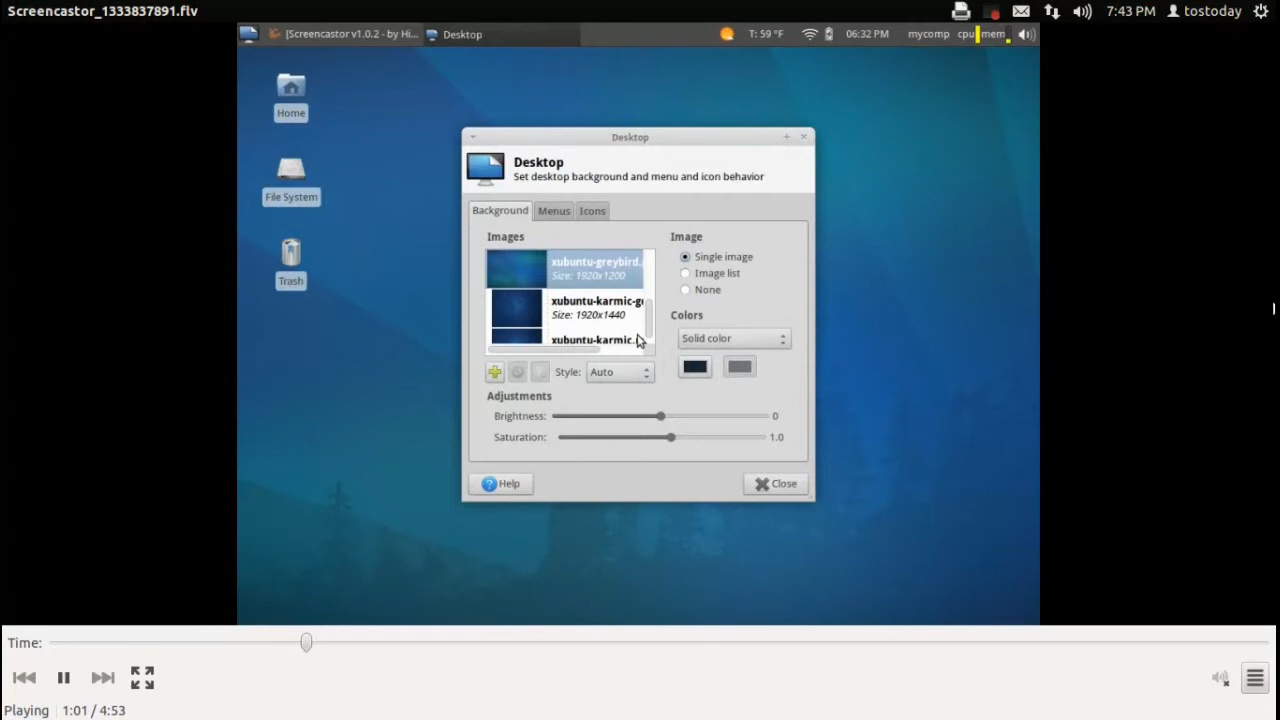 Screencastor_1333837891.flv
7:43 PM tostoday
[Screencastor v1.0.2 - by Hi... Desktop T: 59 °F 06:32 PM mycomp cpu mem
Home
File System
Trash
Desktop
Desktop
Set desktop background and menu and icon behavior
Background Menus Icons
Images Image
xubuntu-greybird.
Size: 1920x1200
Single image
Image list
None
xubuntu-karmic-g
Size: 1920x1440
xubuntu-karmic.
Colors
Solid color
Style: Auto
Adjustments
Brightness: 0
Saturation: 1.0
Help Close
Time:
Playing 1:01 / 4:53